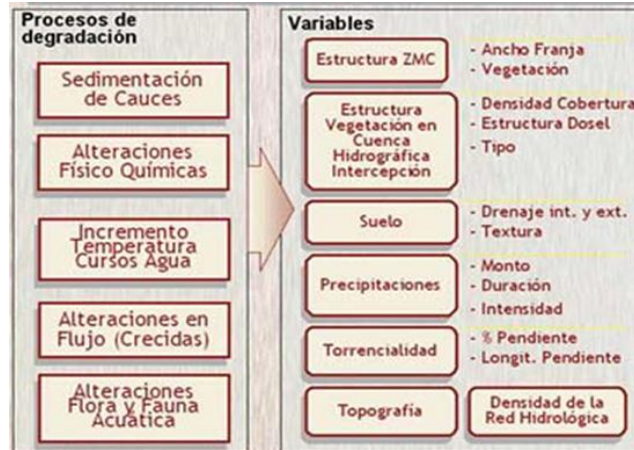 Procesos de
degradación
Sedimentación
de Cauces
Alteraciones
Físico Químicas
Incremento
Temperatura
Cursos Agua
Alteraciones en
Flujo (Crecidas)
Alteraciones
Flora y Fauna
Acuática
Variables
Estructura ZMC
- Ancho Franja
- Vegetación
Estructura
Vegetación en
Cuenca
Hidrográfica
Intercepción
- Densidad Cobertura
- Estructura Dosel
- Tipo
Suelo
- Drenaje int. y ext.
- Textura
Precipitaciones
- Monto
- Duración
- Intensidad
Torrencialidad
- % Pendiente
- Longit. Pendiente
Topografía
Densidad de la
Red Hidrológica